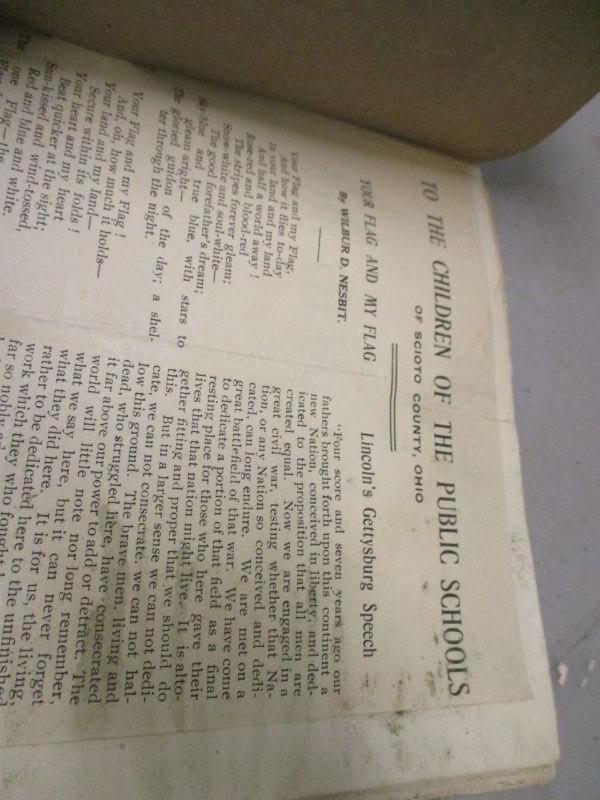 TO THE CHILDREN OF THE PUBLIC SCHOOLS
OF SCIOTO COUNTY, OHIO
YOUR FLAG AND MY FLAG
By WILBUR D. NESBIT.
Your Flag and my Flag,
And how it flies to-day
In your land and my land
And half a world away!
Rose-red and blood-red
The stripes forever gleam;
Snow-white and soul-white—
The good forefather's dream;
Sky-blue and true blue, with stars to
gleam aright—
The gloried guidon of the day; a shel-
ter through the night.
Your Flag and my Flag!
And, oh, how much it holds—
Your land and my land—
Secure within its folds!
Your heart and my heart
Beat quicker at the sight;
Sun-kissed and wind-tossed,
Red and blue and white.
The one Flag—the
Lincoln's Gettysburg Speech
"Four score and seven years ago our
fathers brought forth upon this continent a
new Nation, conceived in liberty, and ded-
icated to the proposition that all men are
created equal. Now we are engaged in a
great civil war, testing whether that Na-
tion, or any Nation so conceived and dedi-
cated, can long endure. We are met on a
great battlefield of that war. We have come
to dedicate a portion of that field as a final
resting place for those who here gave their
lives that that nation might live. It is alto-
gether fitting and proper that we should do
this. But in a larger sense we can not dedi-
cate, we can not consecrate, we can not hal-
low this ground. The brave men, living and
dead, who struggled here, have consecrated
it far above our power to add or detract. The
world will little note nor long remember,
what we say here, but it can never forget
what they did here. It is for us, the living,
rather to be dedicated here to the unfinished
work which they who fought
far so nobly